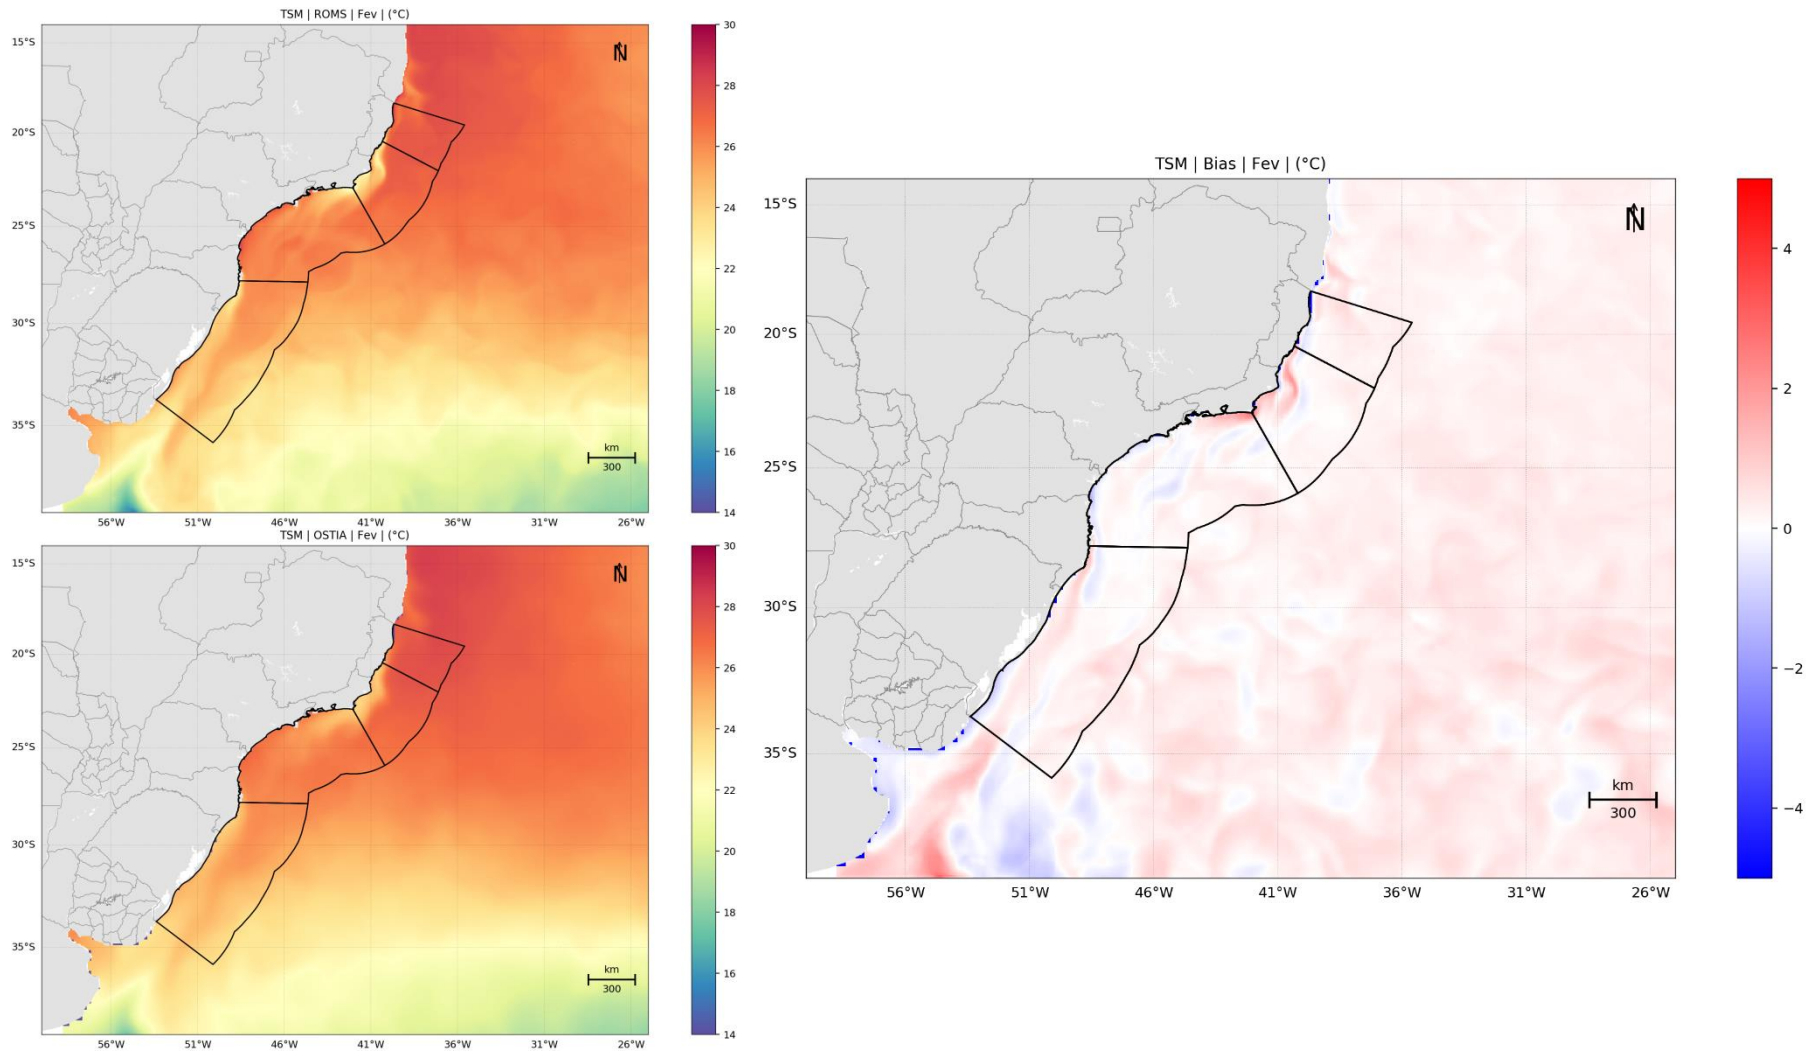 TSM | ROMS | Fev | (°C)
15°S
20°S
25°S
30°S
35°S
N
km
300
56°W 51°W 46°W 41°W 36°W 31°W 26°W
30
28
26
24
22
20
18
16
14
TSM | OSTIA | Fev | (°C)
15°S
20°S
25°S
30°S
35°S
N
km
300
56°W 51°W 46°W 41°W 36°W 31°W 26°W
30
28
26
24
22
20
18
16
14
TSM | Bias | Fev | (°C)
15°S
20°S
25°S
30°S
35°S
N
km
300
56°W 51°W 46°W 41°W 36°W 31°W 26°W
4
2
0
−2
−4